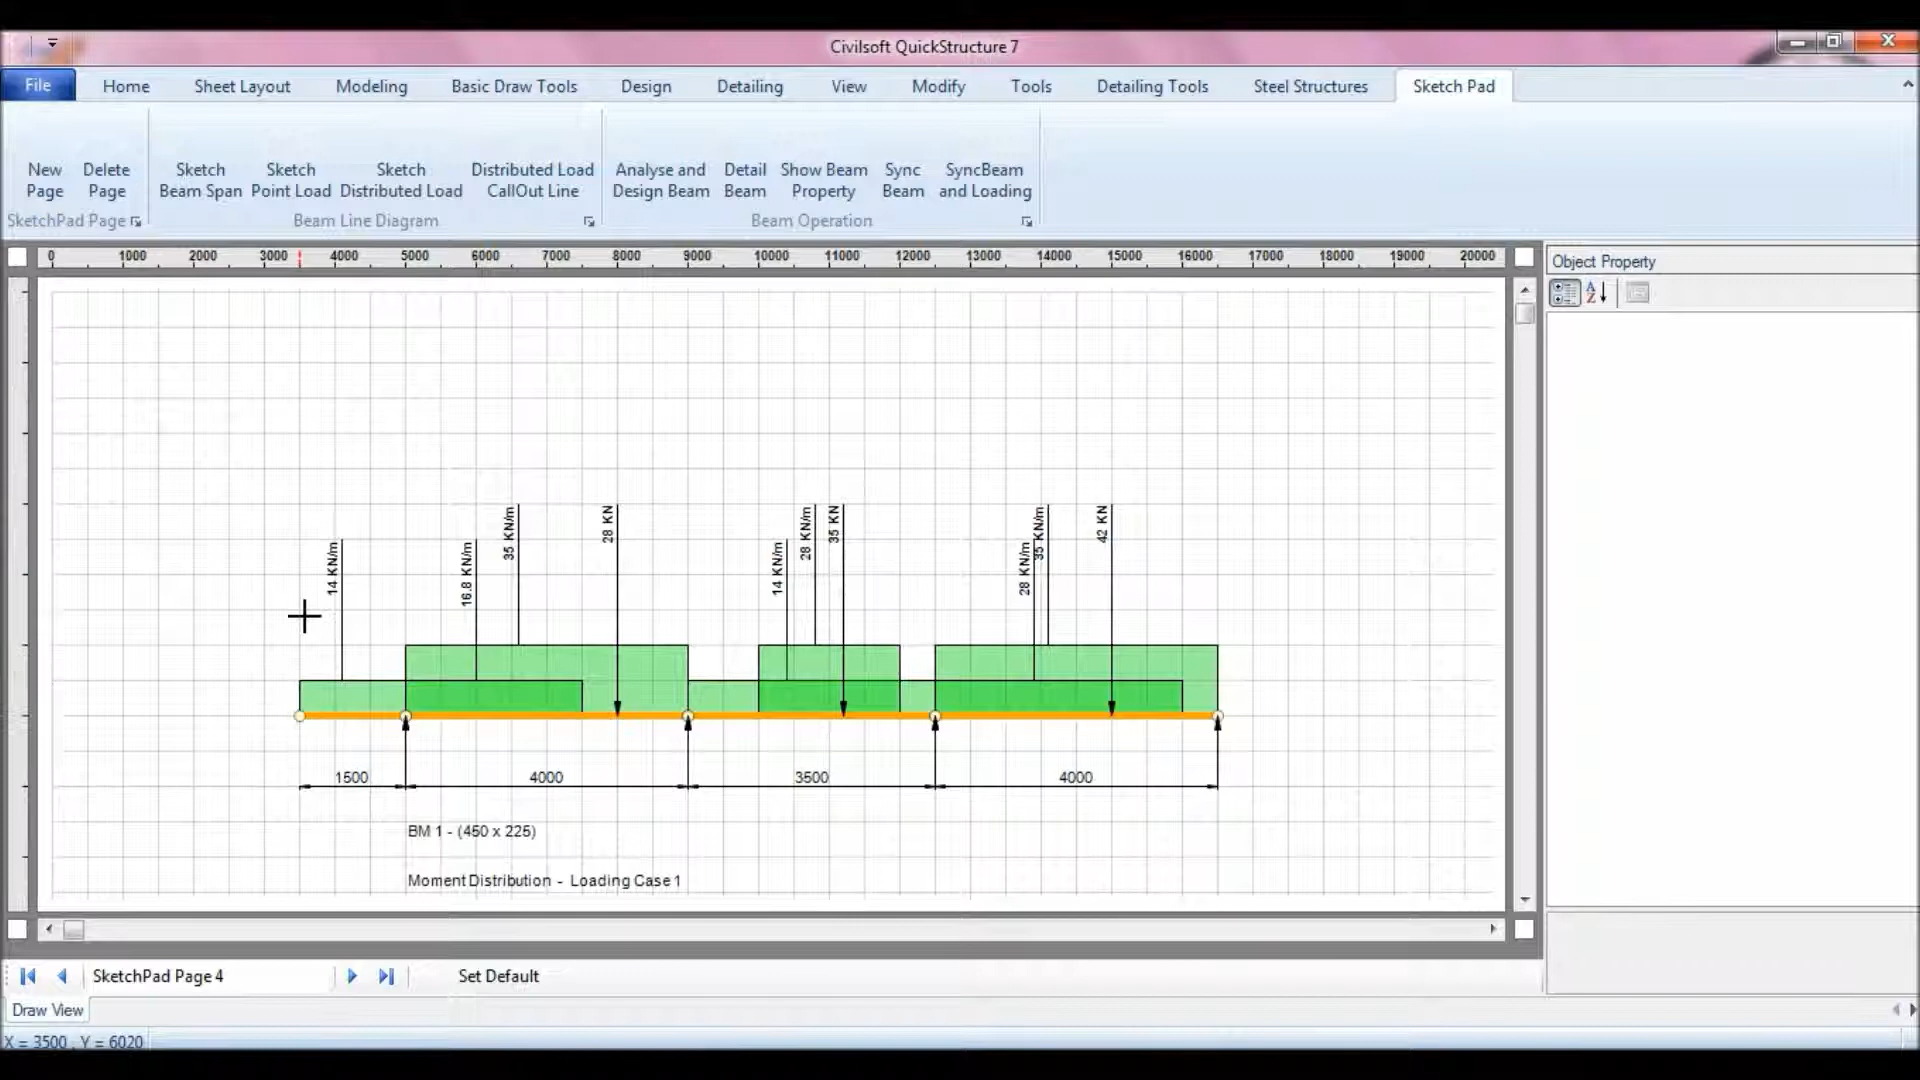 Civilsoft QuickStructure 7
File Home Sheet Layout Modeling Basic Draw Tools Design Detailing View Modify Tools Detailing Tools Steel Structures Sketch Pad
New Page
Delete Page
Sketch Beam Span
Sketch Point Load
Sketch Distributed Load
Distributed Load CallOut Line
Analyse and Design Beam
Detail Beam
Show Beam Property
Sync Beam
SyncBeam and Loading
SketchPad Page
Beam Line Diagram
Beam Operation
0 1000 2000 3000 4000 5000 6000 7000 8000 9000 10000 11000 12000 13000 14000 15000 16000 17000 18000 19000 20000
Object Property
A
Z
14 KN/m
16.8 KN/m
35 KN/m
28 KN
14 KN/m
28 KN/m
35 KN
28 KN/m
35 KN/m
42 KN
1500 4000 3500 4000
BM 1 - (450 x 225)
Moment Distribution - Loading Case 1
SketchPad Page 4
Set Default
Draw View
X = 3500 , Y = 6020